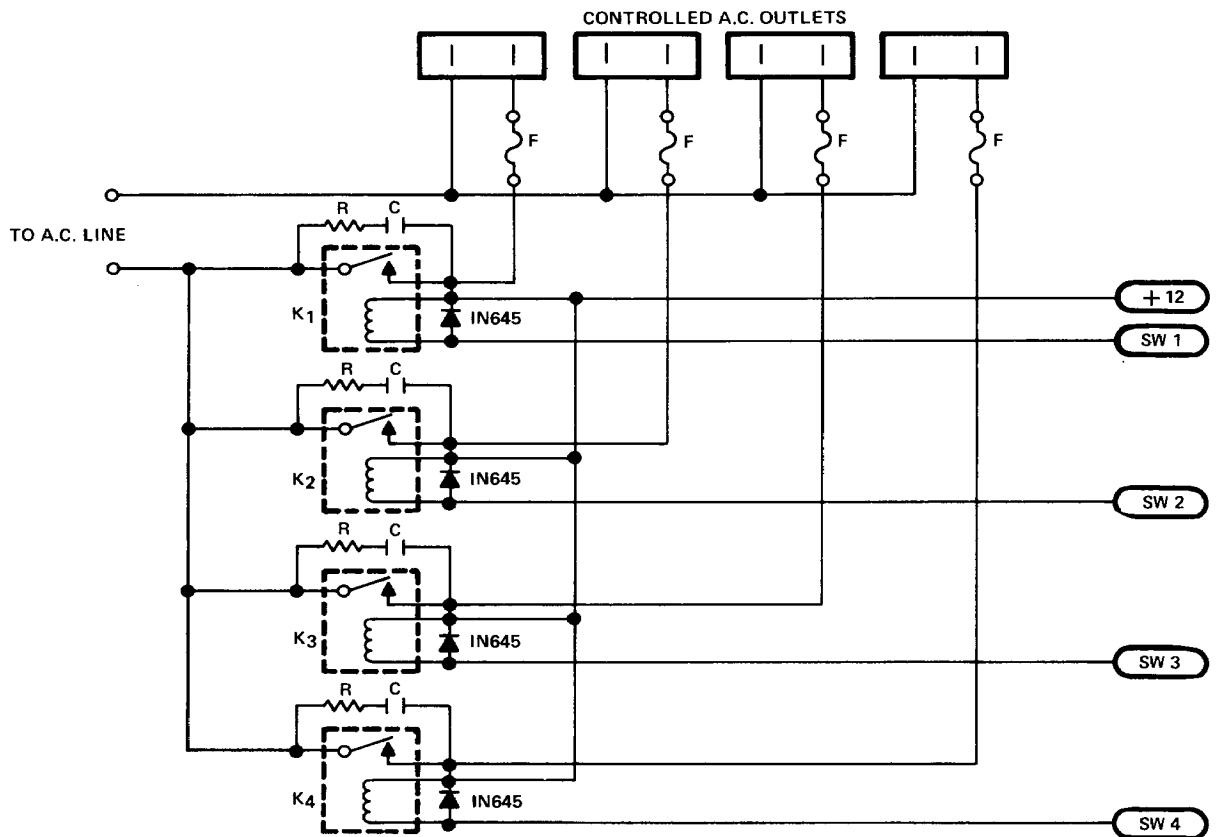 CONTROLLED A.C. OUTLETS
F
F
F
F
TO A.C. LINE
R
C
K1
IN645
+ 12
SW 1
R
C
K2
IN645
SW 2
R
C
K3
IN645
SW 3
R
C
K4
IN645
SW 4